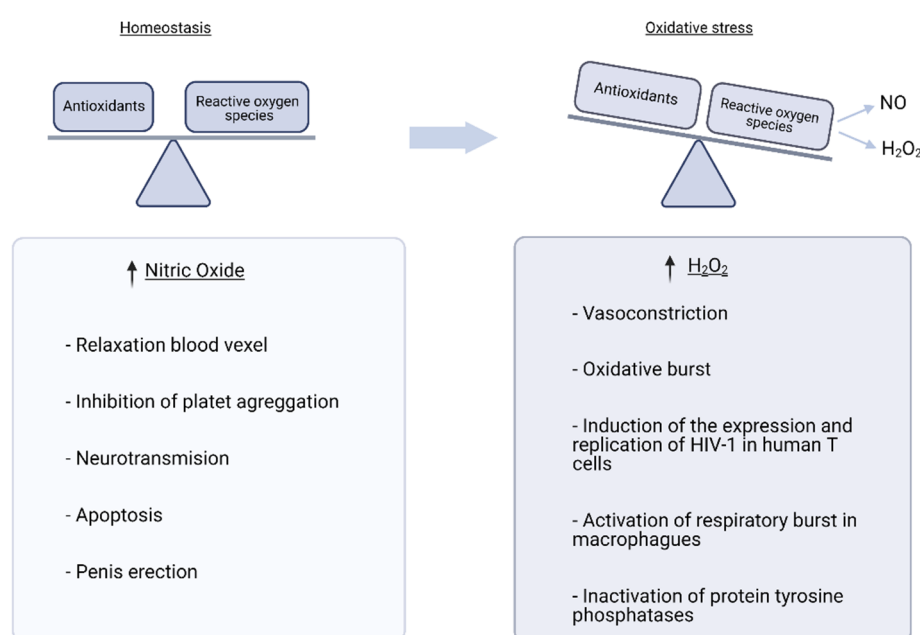 Homeostasis
Oxidative stress
Antioxidants
Reactive oxygen
species
Antioxidants
Reactive oxygen
species
NO
H₂O₂
Nitric Oxide
- Relaxation blood vexel
- Inhibition of platet agreggation
- Neurotransmision
- Apoptosis
- Penis erection
H₂O₂
- Vasoconstriction
- Oxidative burst
- Induction of the expression and
replication of HIV-1 in human T
cells
- Activation of respiratory burst in
macrophagues
- Inactivation of protein tyrosine
phosphatases